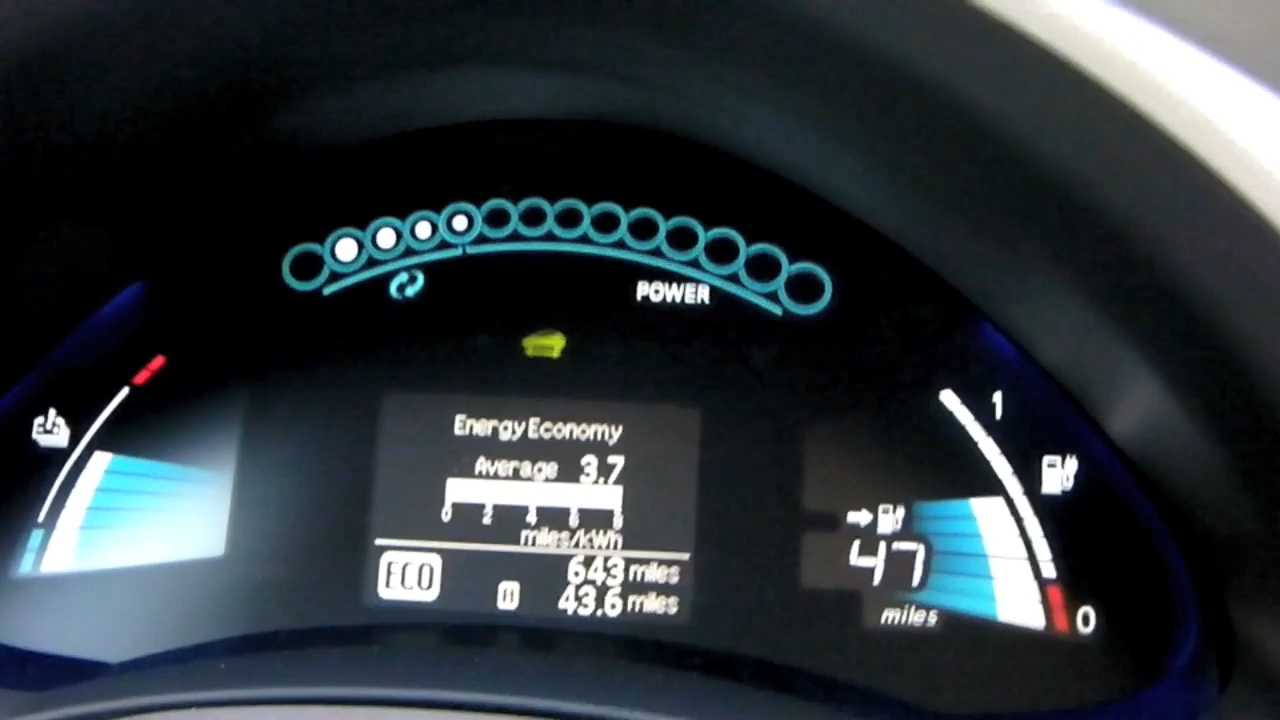 POWER
Energy Economy
Average 3.7
0 2 4 6 8
miles/kWh
ECO
643 miles
43.6 miles
1
47
miles
0